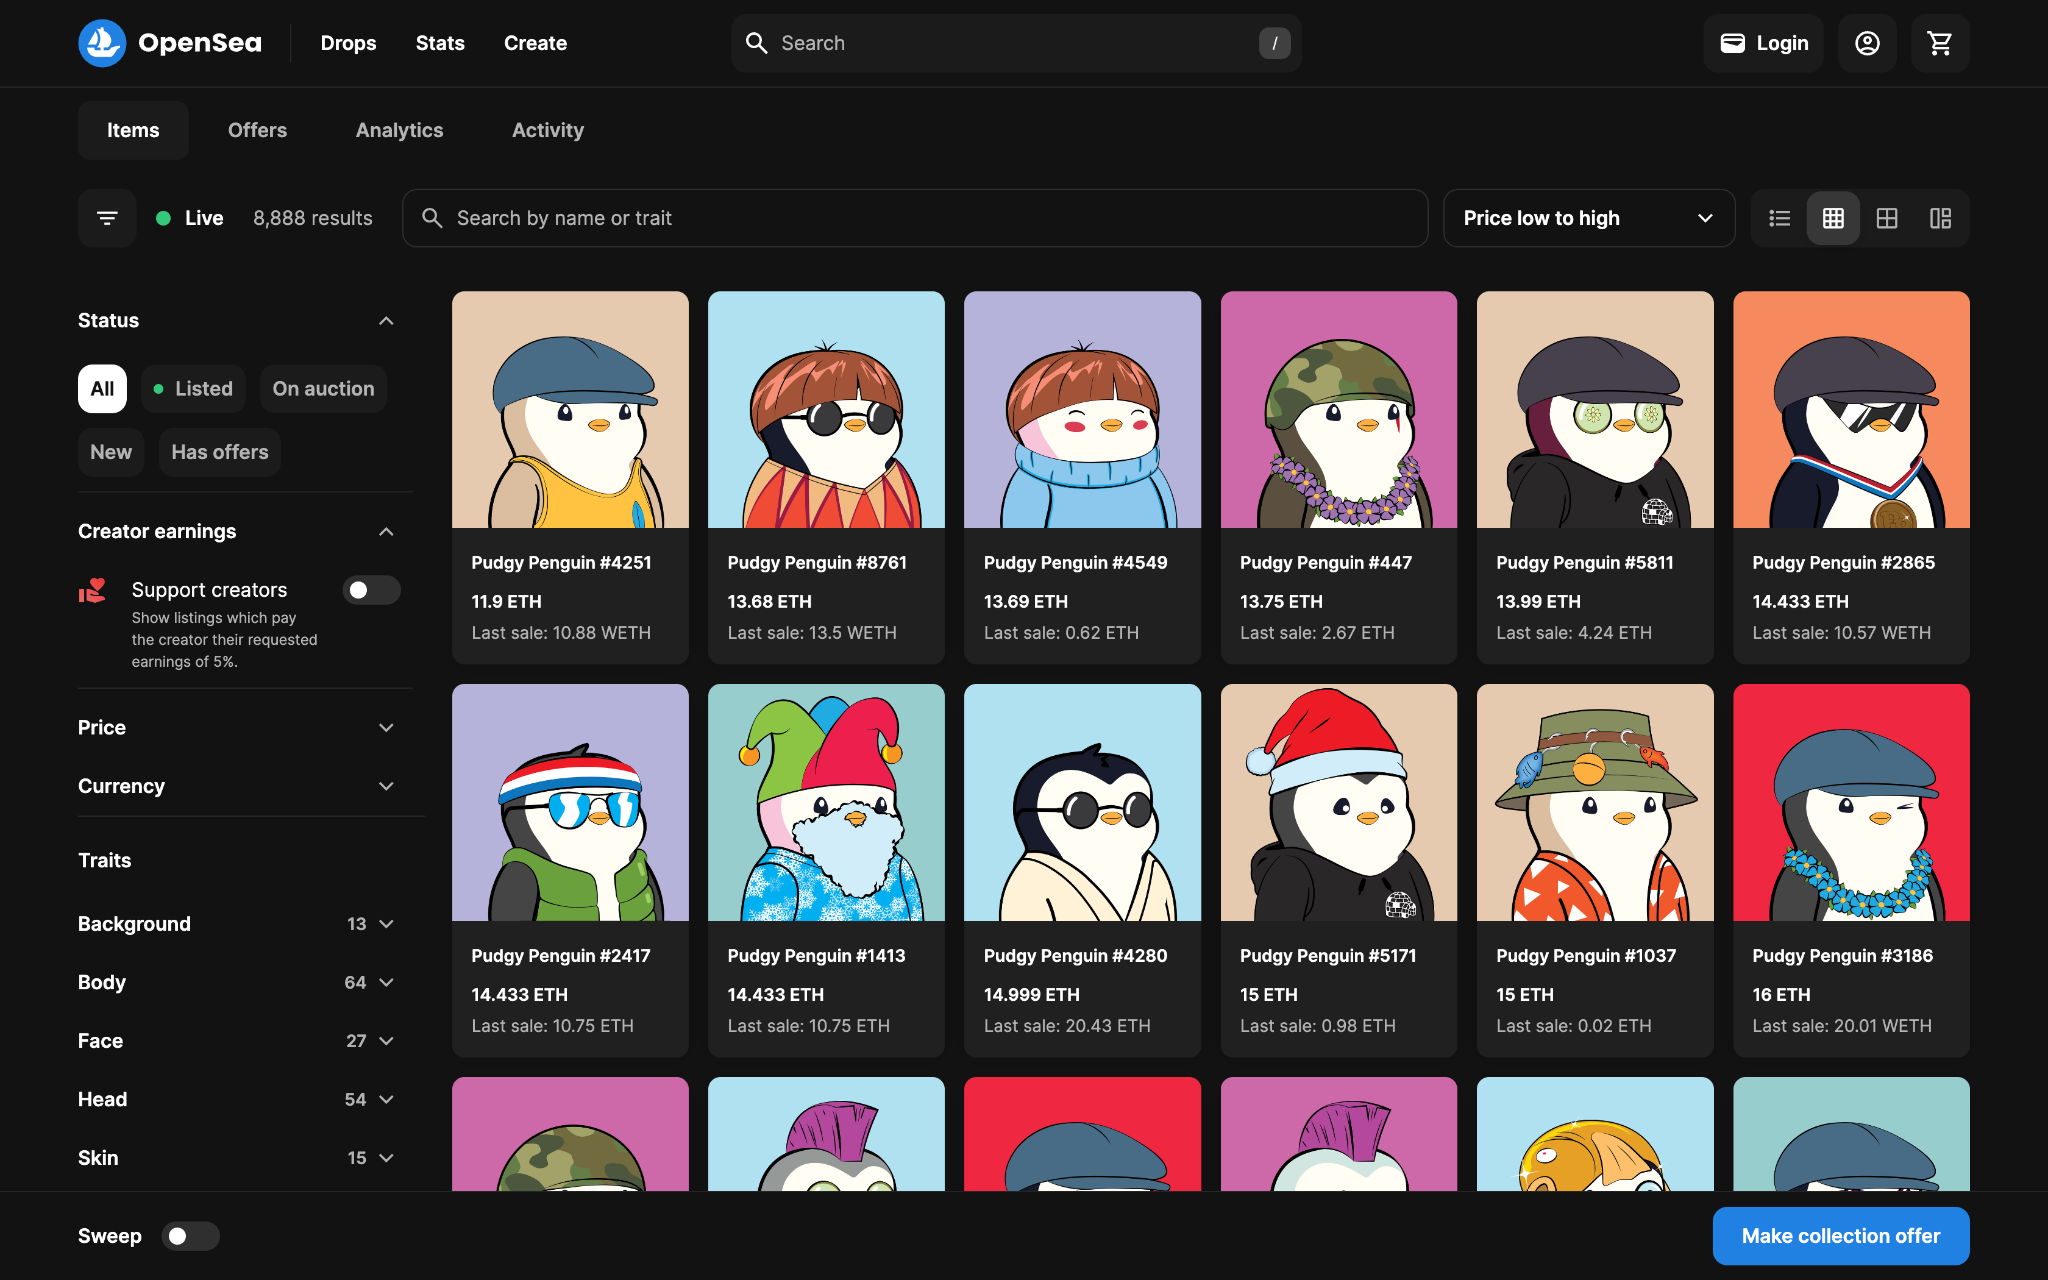 OpenSea
Drops
Stats
Create
Search
/
Login
Items
Offers
Analytics
Activity
Live
8,888 results
Search by name or trait
Price low to high
Status
All
Listed
On auction
New
Has offers
Creator earnings
Support creators
Show listings which pay
the creator their requested
earnings of 5%.
Price
Currency
Traits
Background 13
Body 64
Face 27
Head 54
Skin 15
Pudgy Penguin #4251
11.9 ETH
Last sale: 10.88 WETH
Pudgy Penguin #8761
13.68 ETH
Last sale: 13.5 WETH
Pudgy Penguin #4549
13.69 ETH
Last sale: 0.62 ETH
Pudgy Penguin #447
13.75 ETH
Last sale: 2.67 ETH
Pudgy Penguin #5811
13.99 ETH
Last sale: 4.24 ETH
Pudgy Penguin #2865
14.433 ETH
Last sale: 10.57 WETH
Pudgy Penguin #2417
14.433 ETH
Last sale: 10.75 ETH
Pudgy Penguin #1413
14.433 ETH
Last sale: 10.75 ETH
Pudgy Penguin #4280
14.999 ETH
Last sale: 20.43 ETH
Pudgy Penguin #5171
15 ETH
Last sale: 0.98 ETH
Pudgy Penguin #1037
15 ETH
Last sale: 0.02 ETH
Pudgy Penguin #3186
16 ETH
Last sale: 20.01 WETH
Sweep
Make collection offer